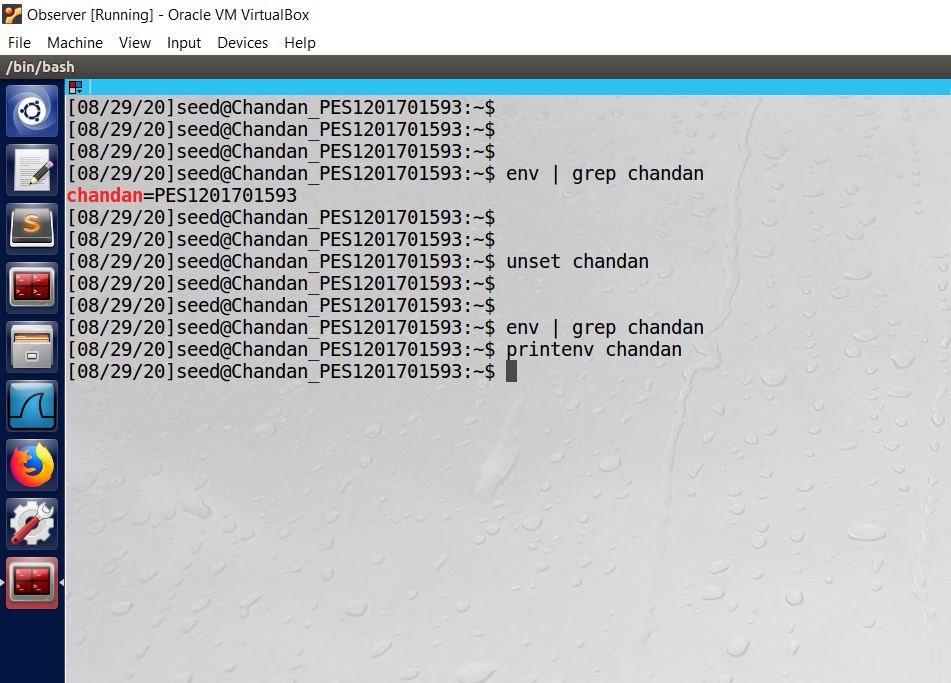 Observer [Running] - Oracle VM VirtualBox
File Machine View Input Devices Help
/bin/bash
[08/29/20]seed@Chandan_PES1201701593:~$
[08/29/20]seed@Chandan_PES1201701593:~$
[08/29/20]seed@Chandan_PES1201701593:~$
[08/29/20]seed@Chandan_PES1201701593:~$ env | grep chandan
chandan=PES1201701593
[08/29/20]seed@Chandan_PES1201701593:~$
[08/29/20]seed@Chandan_PES1201701593:~$
[08/29/20]seed@Chandan_PES1201701593:~$ unset chandan
[08/29/20]seed@Chandan_PES1201701593:~$
[08/29/20]seed@Chandan_PES1201701593:~$
[08/29/20]seed@Chandan_PES1201701593:~$ env | grep chandan
[08/29/20]seed@Chandan_PES1201701593:~$ printenv chandan
[08/29/20]seed@Chandan_PES1201701593:~$